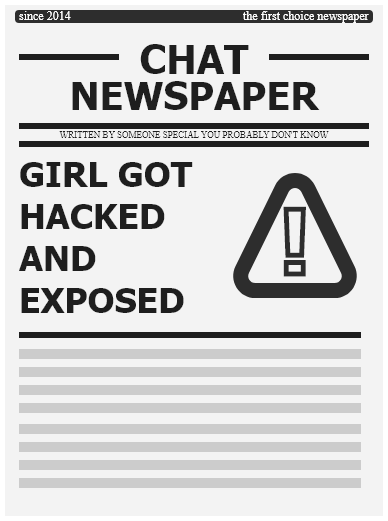 since 2014 the first choice newspaper
CHAT
NEWSPAPER
WRITTEN BY SOMEONE SPECIAL YOU PROBABLY DON'T KNOW
GIRL GOT
HACKED
AND
EXPOSED
!